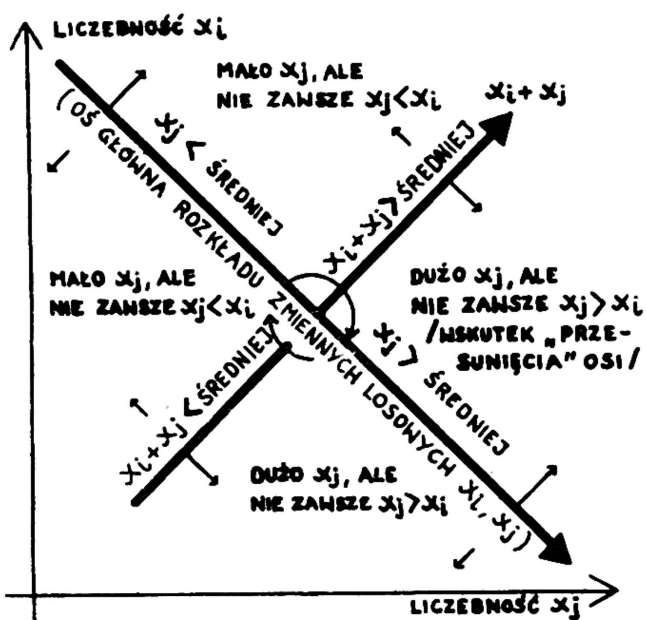 LICZEBNOŚĆ xi
MAŁO xj, ALE
NIE ZAWSZE xj<xi
xi+xj
xj < ŚREDNIEJ
(OŚ GŁÓWNA ROZKŁADU ZMIENNYCH LOSOWYCH xi, xj)
xi+xj > ŚREDNIEJ
MAŁO xj, ALE
NIE ZAWSZE xj<xi
DUŻO xj, ALE
NIE ZAWSZE xj>xi
/WSKUTEK „PRZE-
SUNIĘCIA" OSI/
xj > ŚREDNIEJ
xi+xj < ŚREDNIEJ
DUŻO xj, ALE
NIE ZAWSZE xj>xi
LICZEBNOŚĆ xj